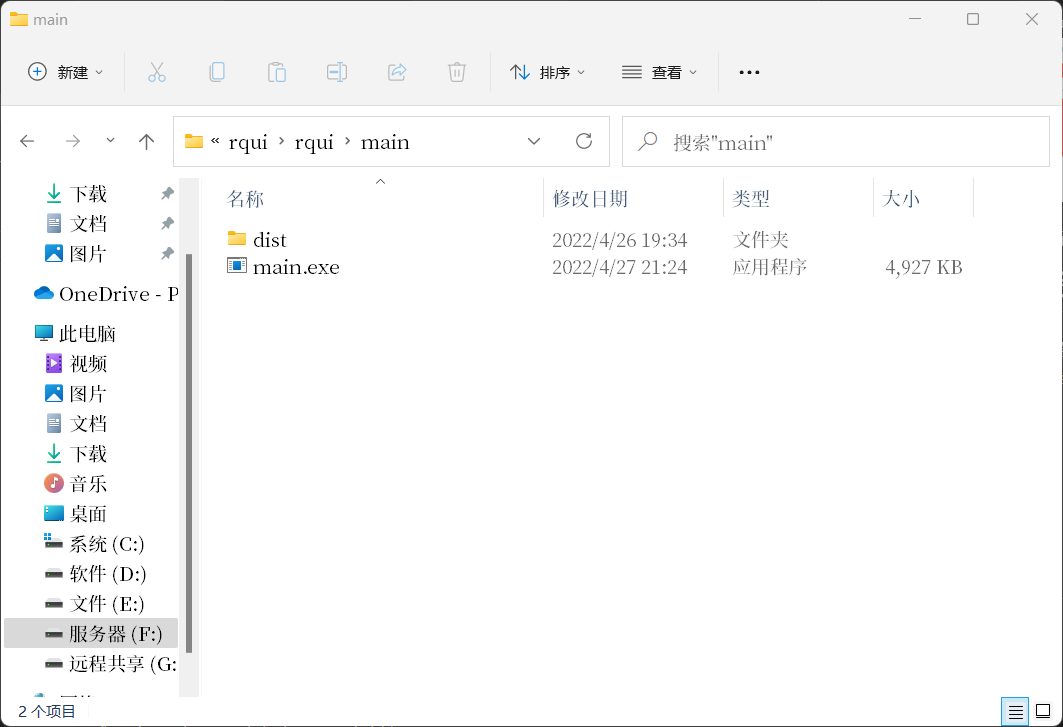 main
新建
排序
查看
« rqui › rqui › main
搜索"main"
下载
文档
图片
OneDrive - P
此电脑
视频
图片
文档
下载
音乐
桌面
系统 (C:)
软件 (D:)
文件 (E:)
服务器 (F:)
远程共享 (G:
名称 修改日期 类型 大小
dist 2022/4/26 19:34 文件夹
main.exe 2022/4/27 21:24 应用程序 4,927 KB
2 个项目